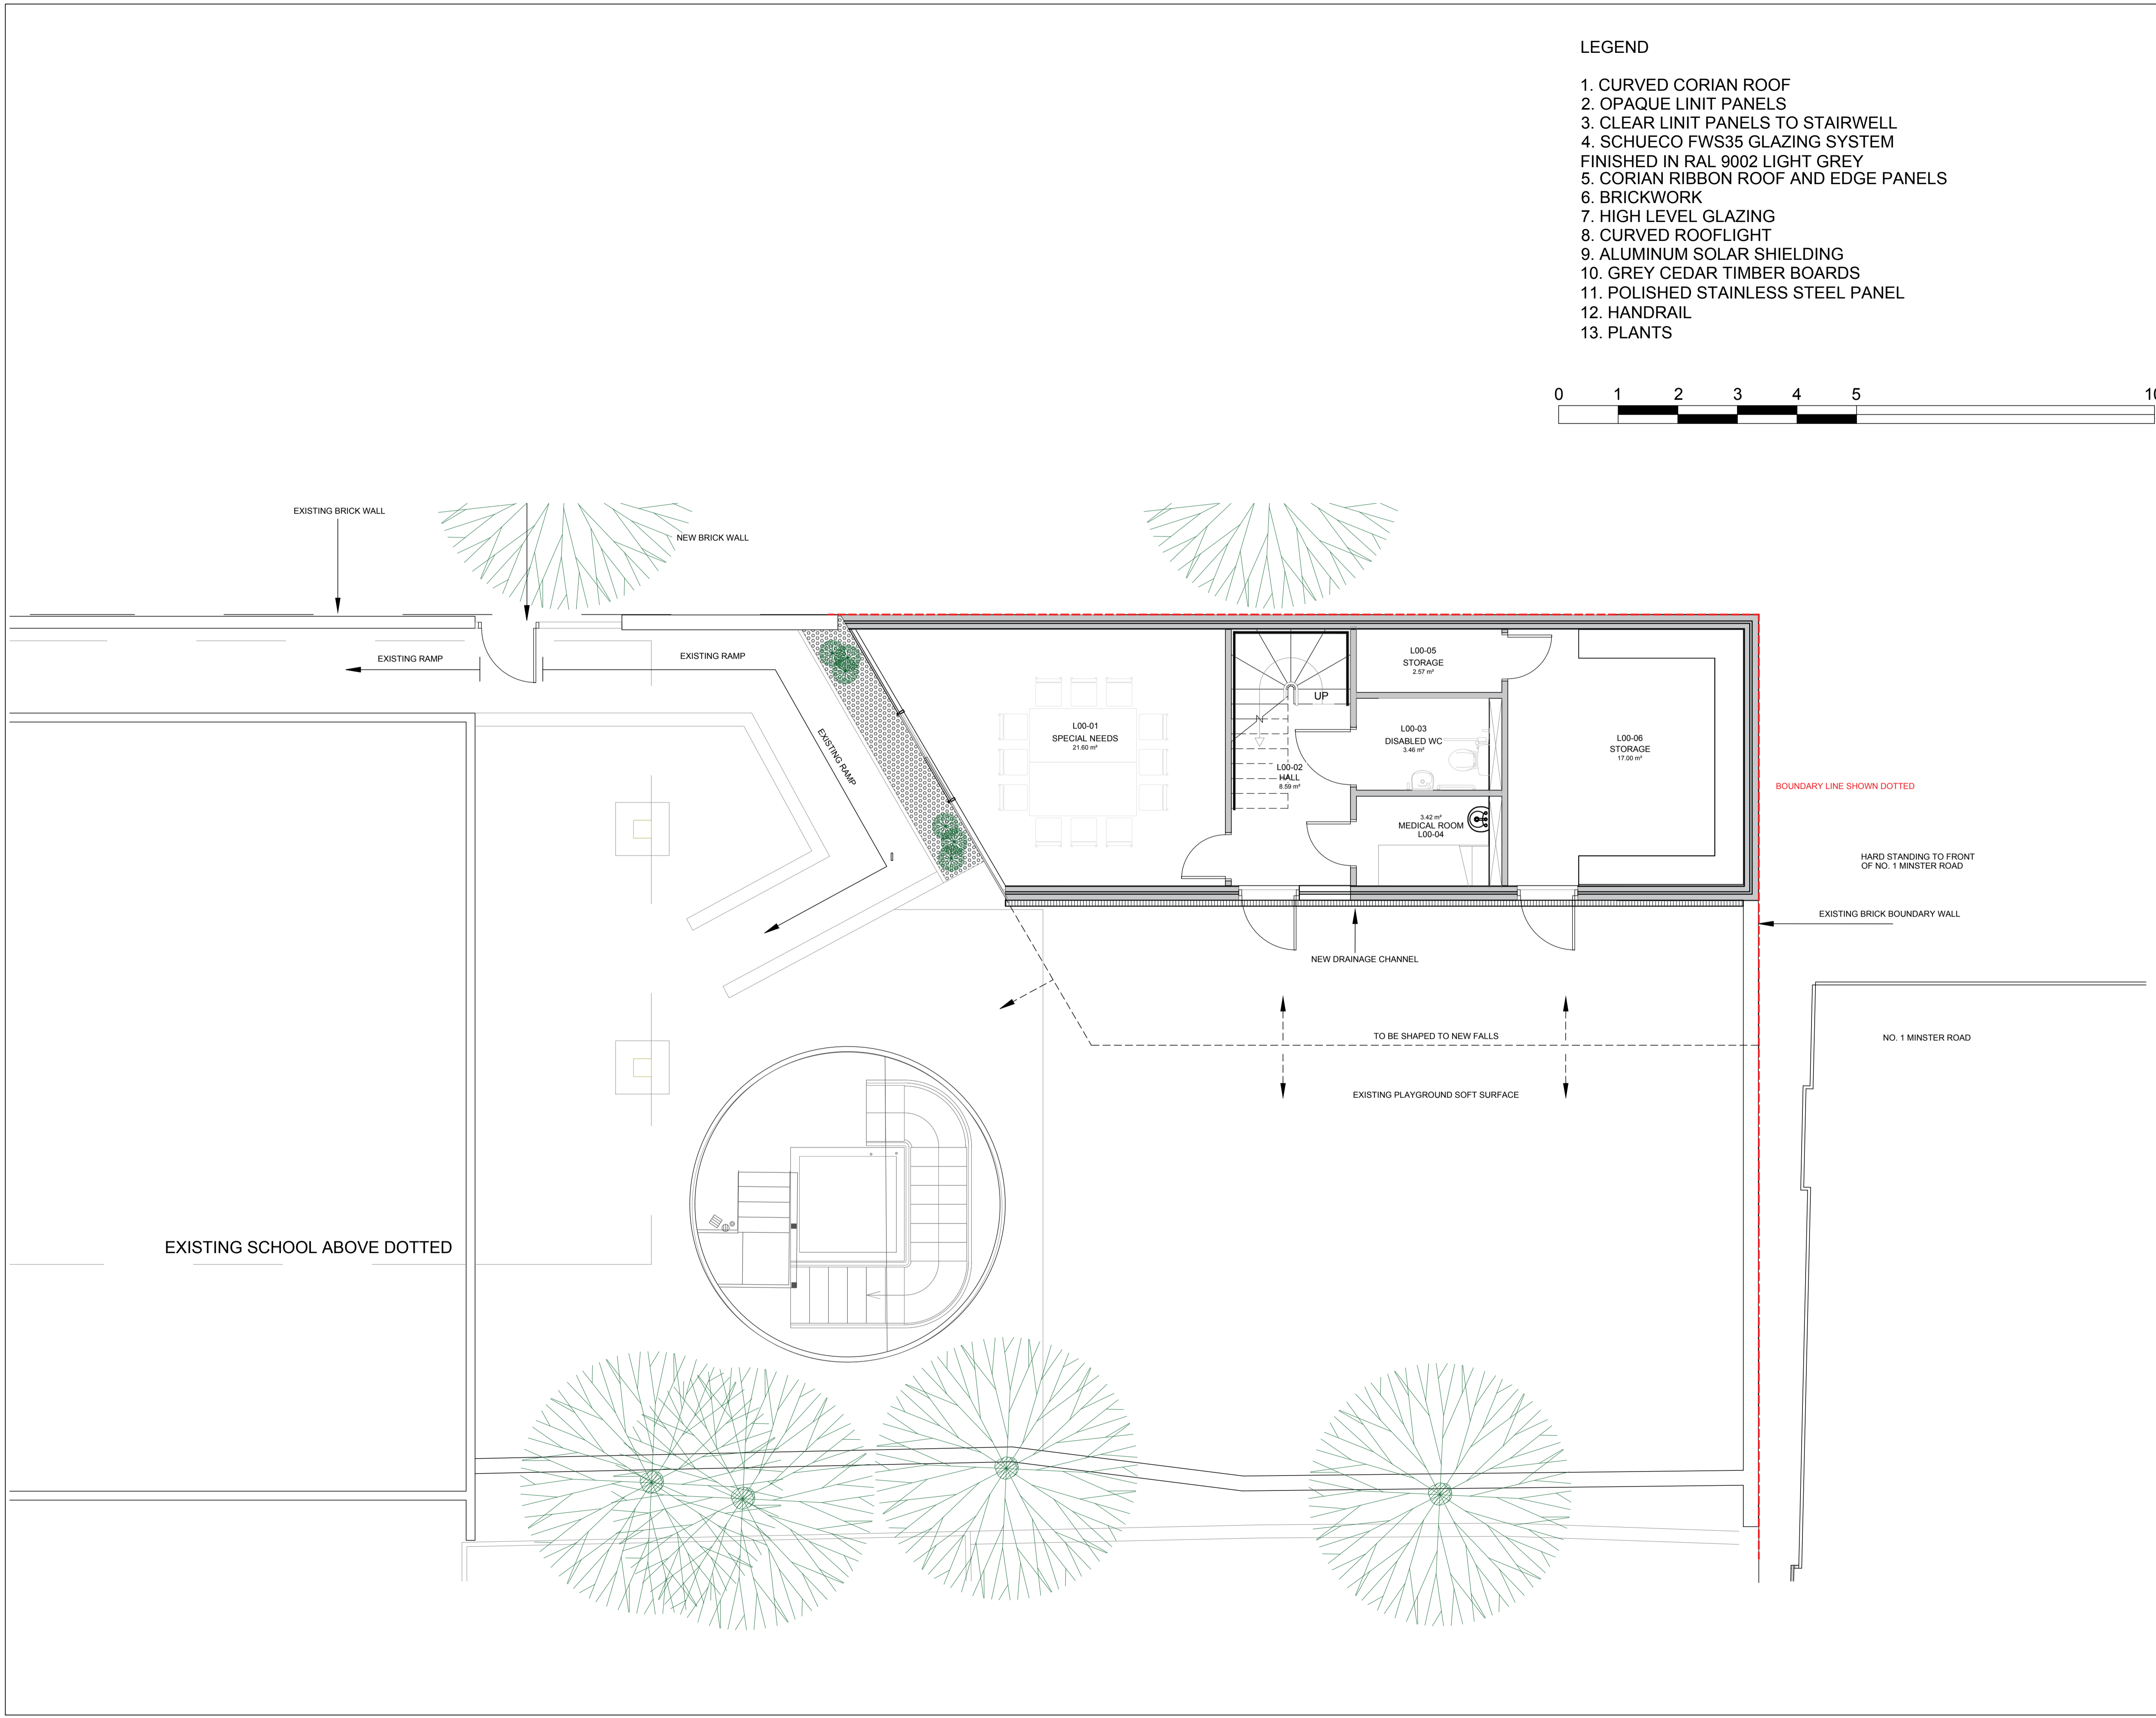 LEGEND
1. CURVED CORIAN ROOF
2. OPAQUE LINIT PANELS
3. CLEAR LINIT PANELS TO STAIRWELL
4. SCHUECO FWS35 GLAZING SYSTEM
FINISHED IN RAL 9002 LIGHT GREY
5. CORIAN RIBBON ROOF AND EDGE PANELS
6. BRICKWORK
7. HIGH LEVEL GLAZING
8. CURVED ROOFLIGHT
9. ALUMINUM SOLAR SHIELDING
10. GREY CEDAR TIMBER BOARDS
11. POLISHED STAINLESS STEEL PANEL
12. HANDRAIL
13. PLANTS
0 1 2 3 4 5 10
EXISTING BRICK WALL
NEW BRICK WALL
EXISTING RAMP
EXISTING RAMP
EXISTING RAMP
L00-01
SPECIAL NEEDS
21.60 m²
UP
N
L00-02
HALL
8.59 m²
L00-05
STORAGE
2.57 m²
L00-03
DISABLED WC
3.46 m²
3.42 m²
MEDICAL ROOM
L00-04
L00-06
STORAGE
17.00 m²
BOUNDARY LINE SHOWN DOTTED
HARD STANDING TO FRONT
OF NO. 1 MINSTER ROAD
EXISTING BRICK BOUNDARY WALL
NEW DRAINAGE CHANNEL
TO BE SHAPED TO NEW FALLS
NO. 1 MINSTER ROAD
EXISTING PLAYGROUND SOFT SURFACE
EXISTING SCHOOL ABOVE DOTTED